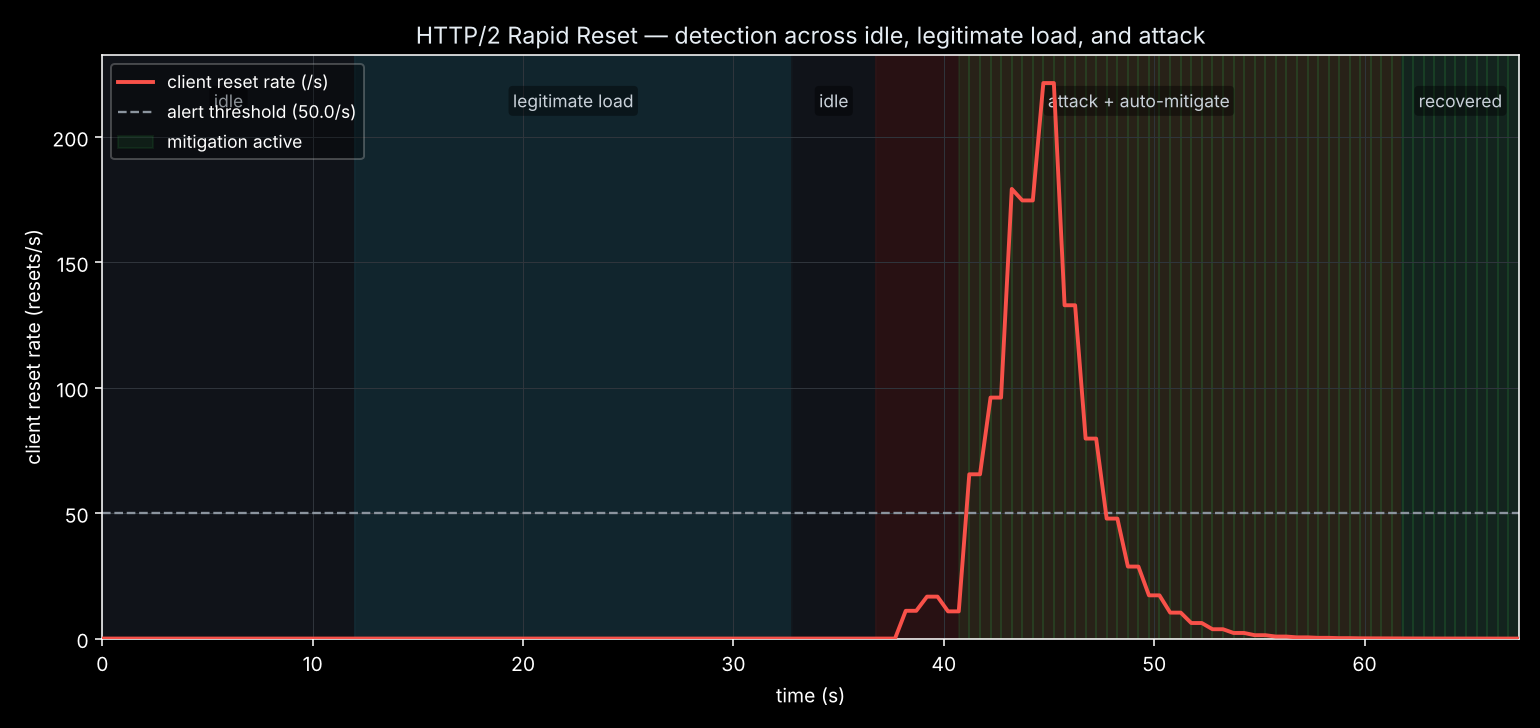 HTTP/2 Rapid Reset — detection across idle, legitimate load, and attack
client reset rate (/s)
idle
alert threshold (50.0/s)
mitigation active
legitimate load
idle
attack + auto-mitigate
recovered
client reset rate (resets/s)
200
150
100
50
0
0 10 20 30 40 50 60
time (s)